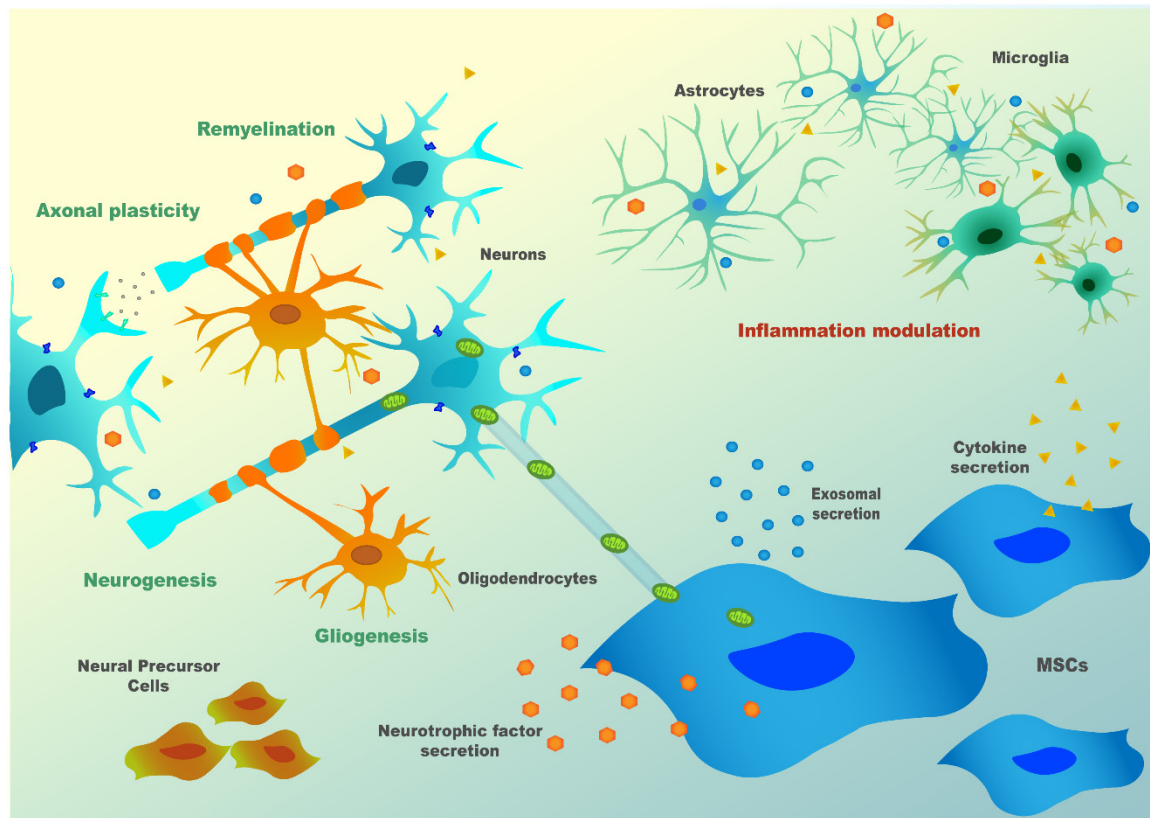 Microglia
Astrocytes
Remyelination
Axonal plasticity
Neurons
Inflammation modulation
Cytokine
secretion
Exosomal
secretion
Neurogenesis
Oligodendrocytes
Gliogenesis
Neural Precursor
Cells
MSCs
Neurotrophic factor
secretion